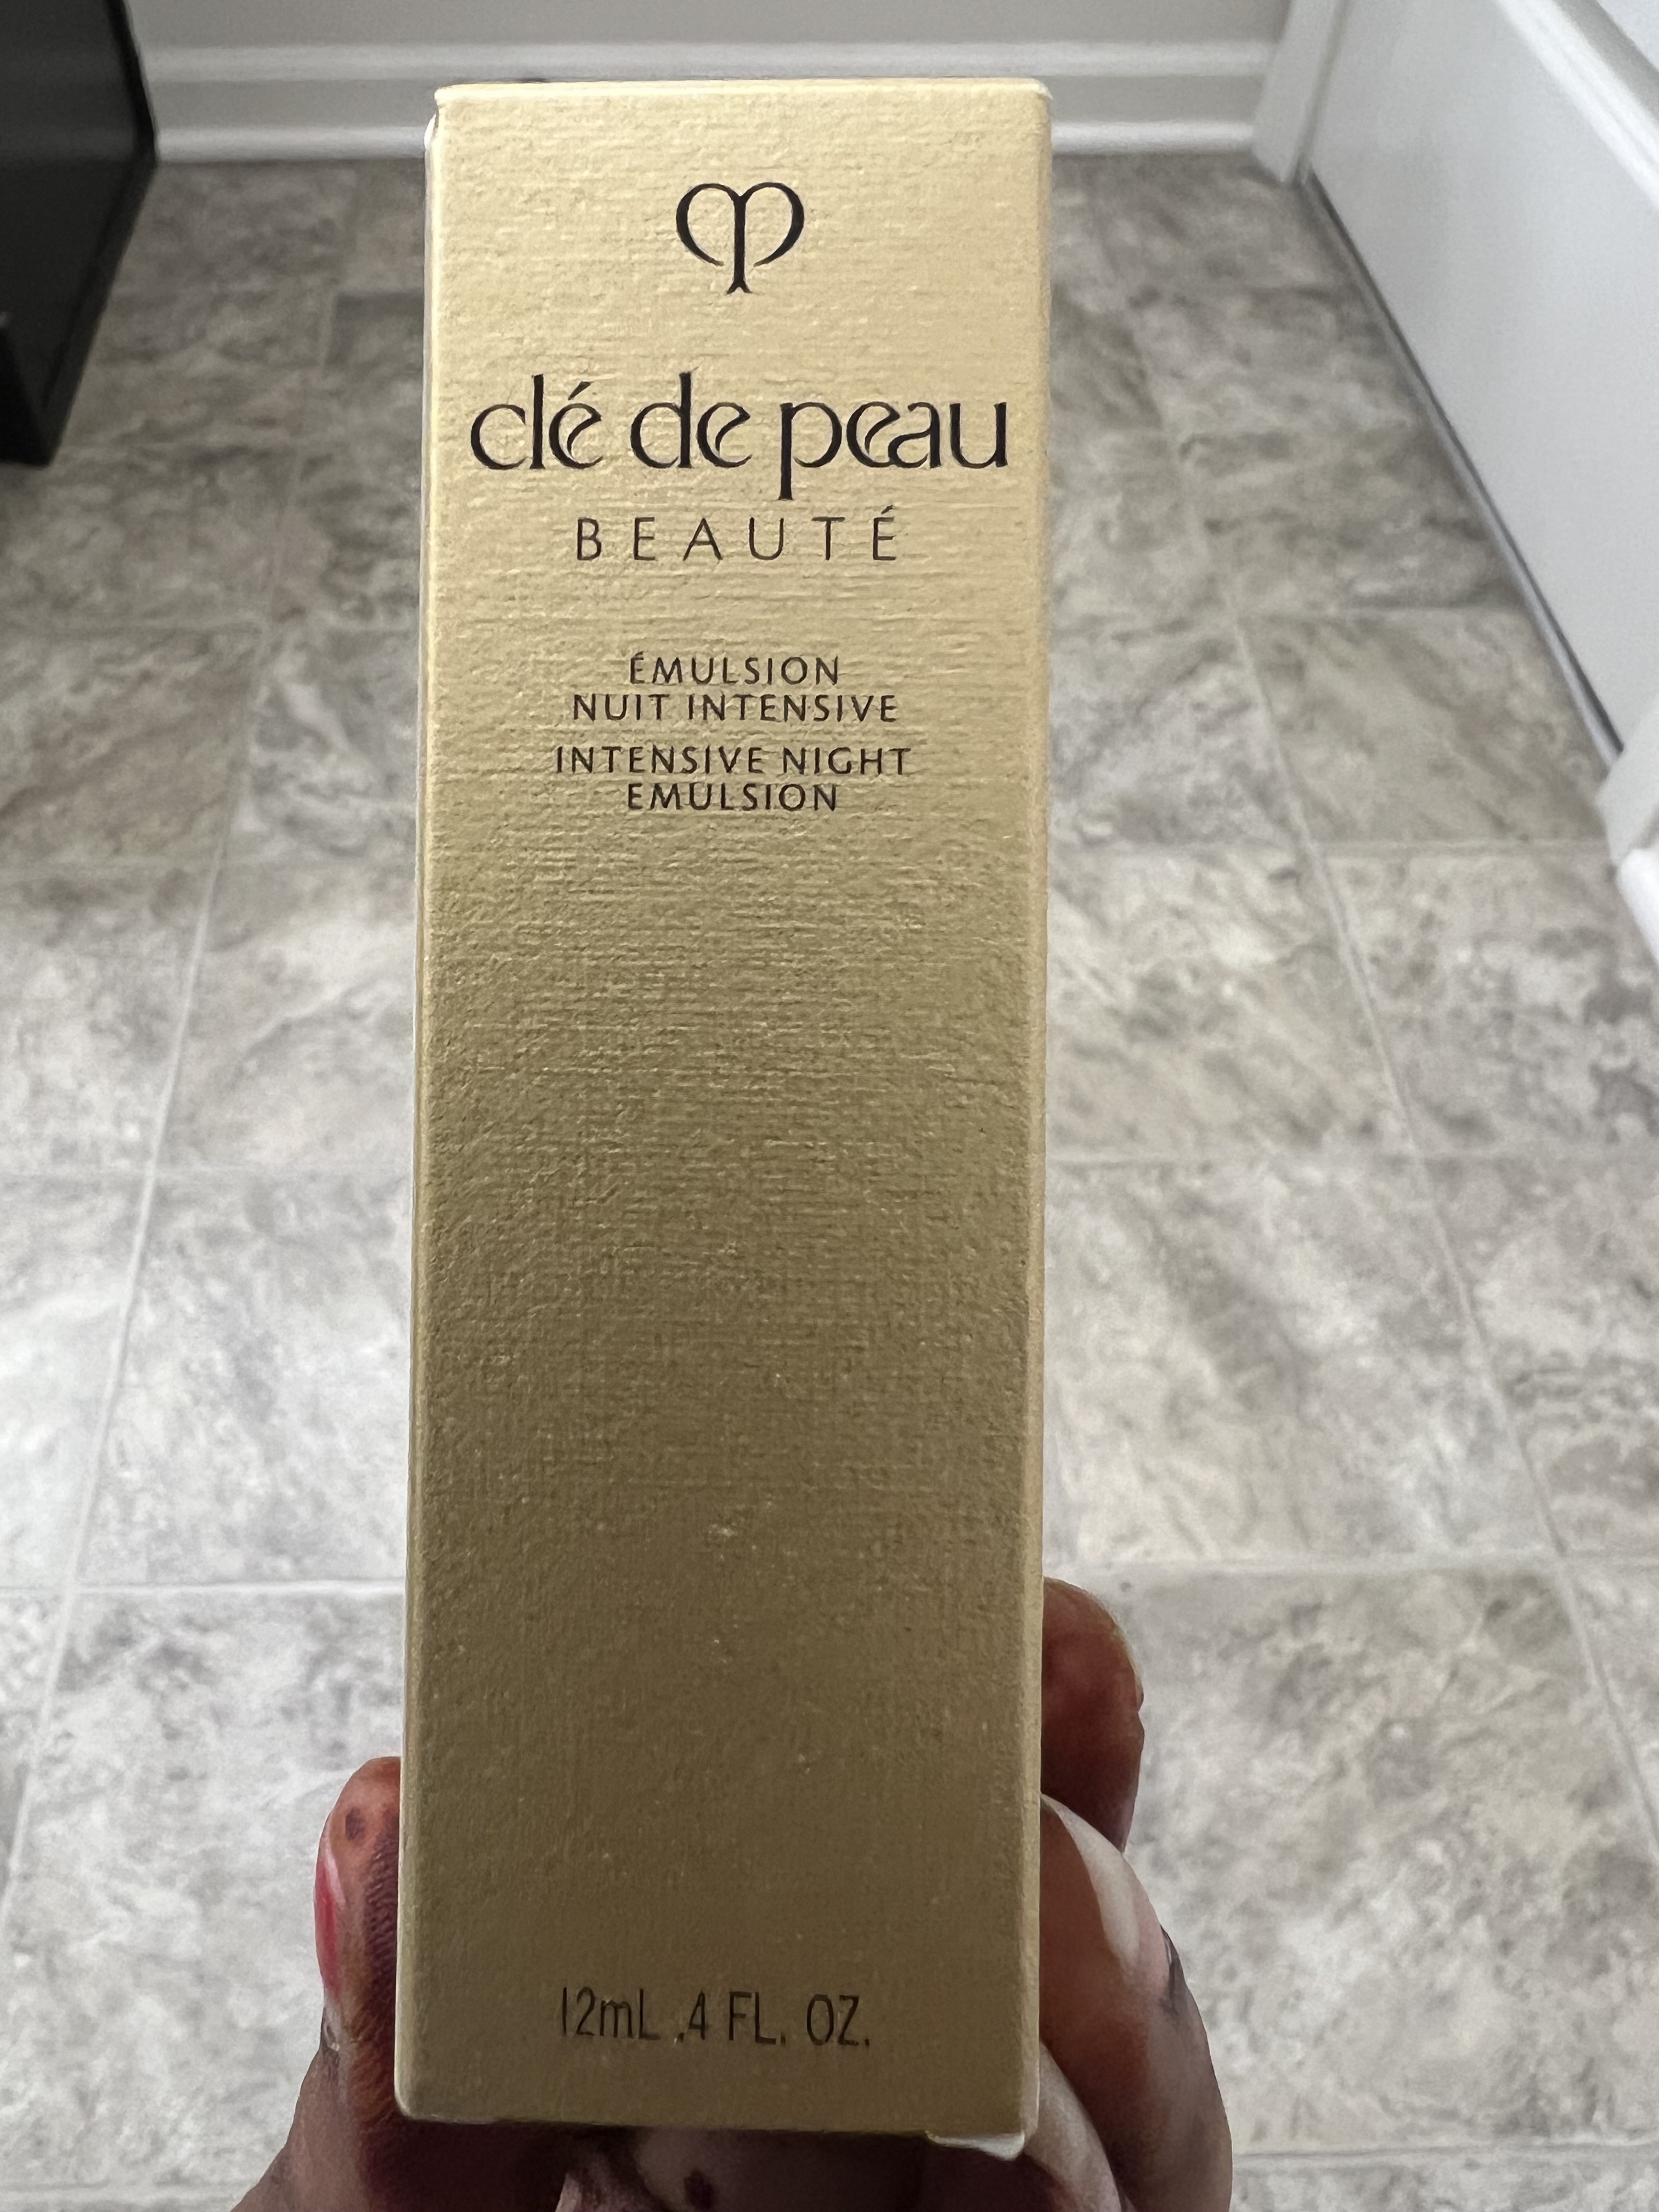 clé de peau
BEAUTÉ
ÉMULSION
NUIT INTENSIVE
INTENSIVE NIGHT
EMULSION
12mL .4 FL. OZ.